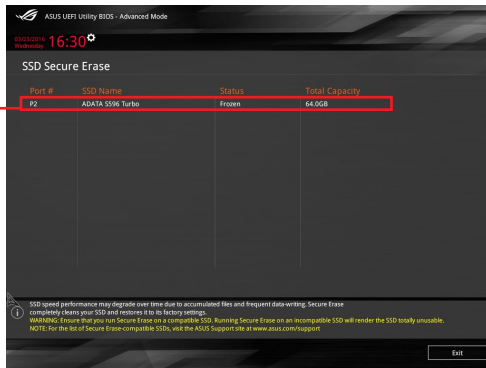 ASUS UEFI Utility BIOS - Advanced Mode
03/23/2016
Wednesday 16:30
SSD Secure Erase
Port # SSD Name Status Total Capacity
P2 ADATA S596 Turbo Frozen 64.0GB
SSD speed performance may degrade over time due to accumulated files and frequent data-writing. Secure Erase
completely cleans your SSD and restores it to its factory settings.
WARNING: Ensure that you run Secure Erase on a compatible SSD. Running Secure Erase on an incompatible SSD will render the SSD totally unusable.
NOTE: For the list of Secure Erase-compatible SSDs, visit the ASUS Support site at www.asus.com/support
Exit